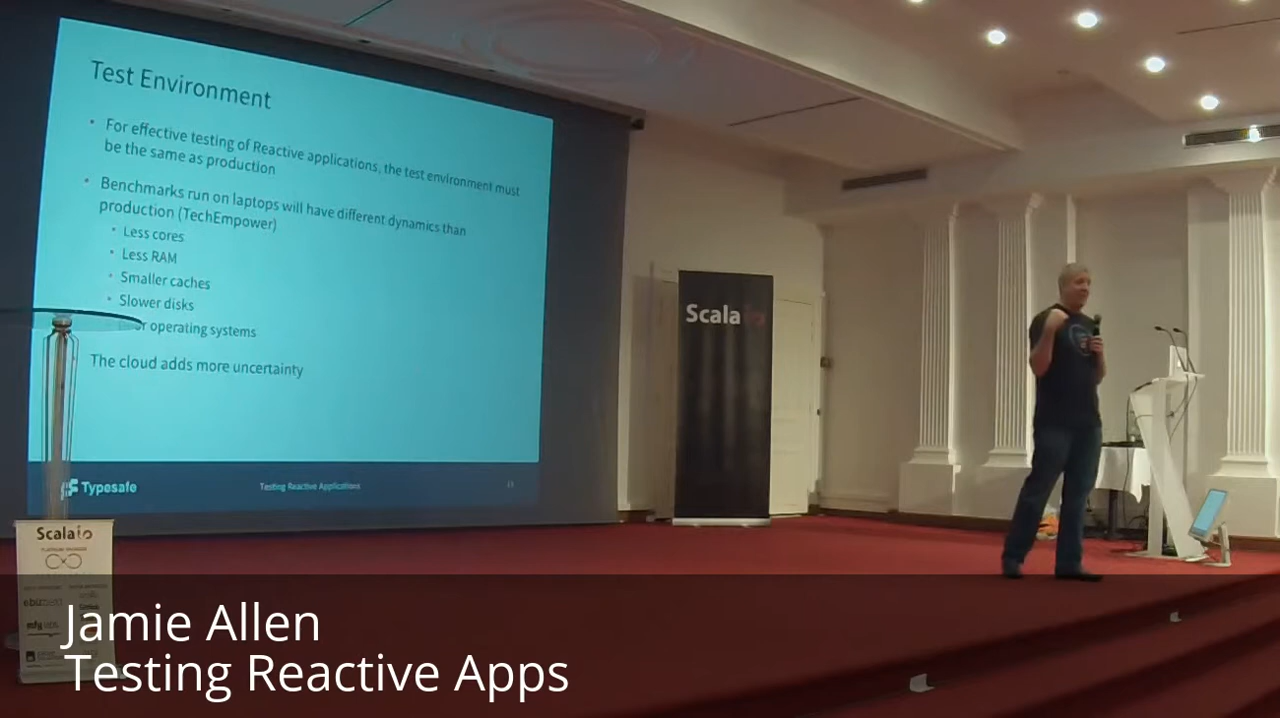 Test Environment
• For effective testing of Reactive applications, the test environment must
be the same as production
• Benchmarks run on laptops will have different dynamics than
production (TechEmpower)
• Less cores
• Less RAM
• Smaller caches
• Slower disks
operating systems
The cloud adds more uncertainty
Typesafe
Testing Reactive Applications
Scala io
Scala io
Jamie Allen
Testing Reactive Apps